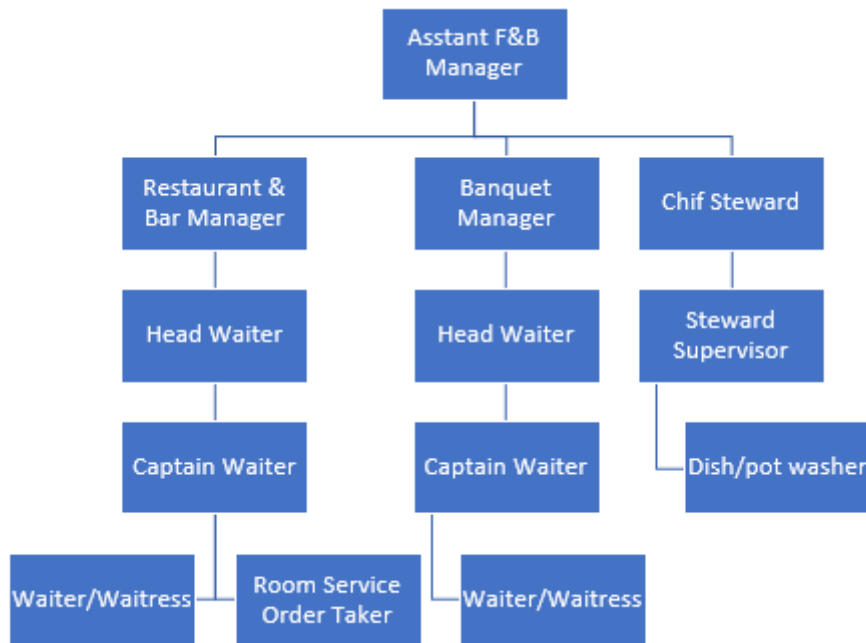 Asstant F&B
Manager
Restaurant &
Bar Manager
Banquet
Manager
Chif Steward
Head Waiter
Head Waiter
Steward
Supervisor
Captain Waiter
Captain Waiter
Dish/pot washer
Waiter/Waitress
Room Service
Order Taker
Waiter/Waitress